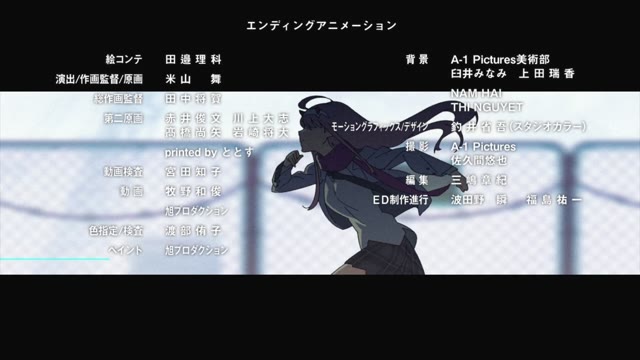 エンディングアニメーション
絵コンテ 田邉理科
演出/作画監督/原画 米山 舞
総作画監督 田中将賀
第二原画 赤井俊文 川上大志
高橋尚矢 岩崎将大
printed by ととす
動画検査 宮田知子
動画 牧野和俊
旭プロダクション
色指定/検査 渡部侑子
ペイント 旭プロダクション
背景 A-1 Pictures美術部
臼井みなみ 上田瑞香
NAM HAI
THI NGUYET
モーショングラフィックス/デザイン 釣井省吾(スタジオカラー)
撮影 A-1 Pictures
佐久間悠也
編集 三嶋章紀
ED制作進行 波田野 瞬 福島祐一